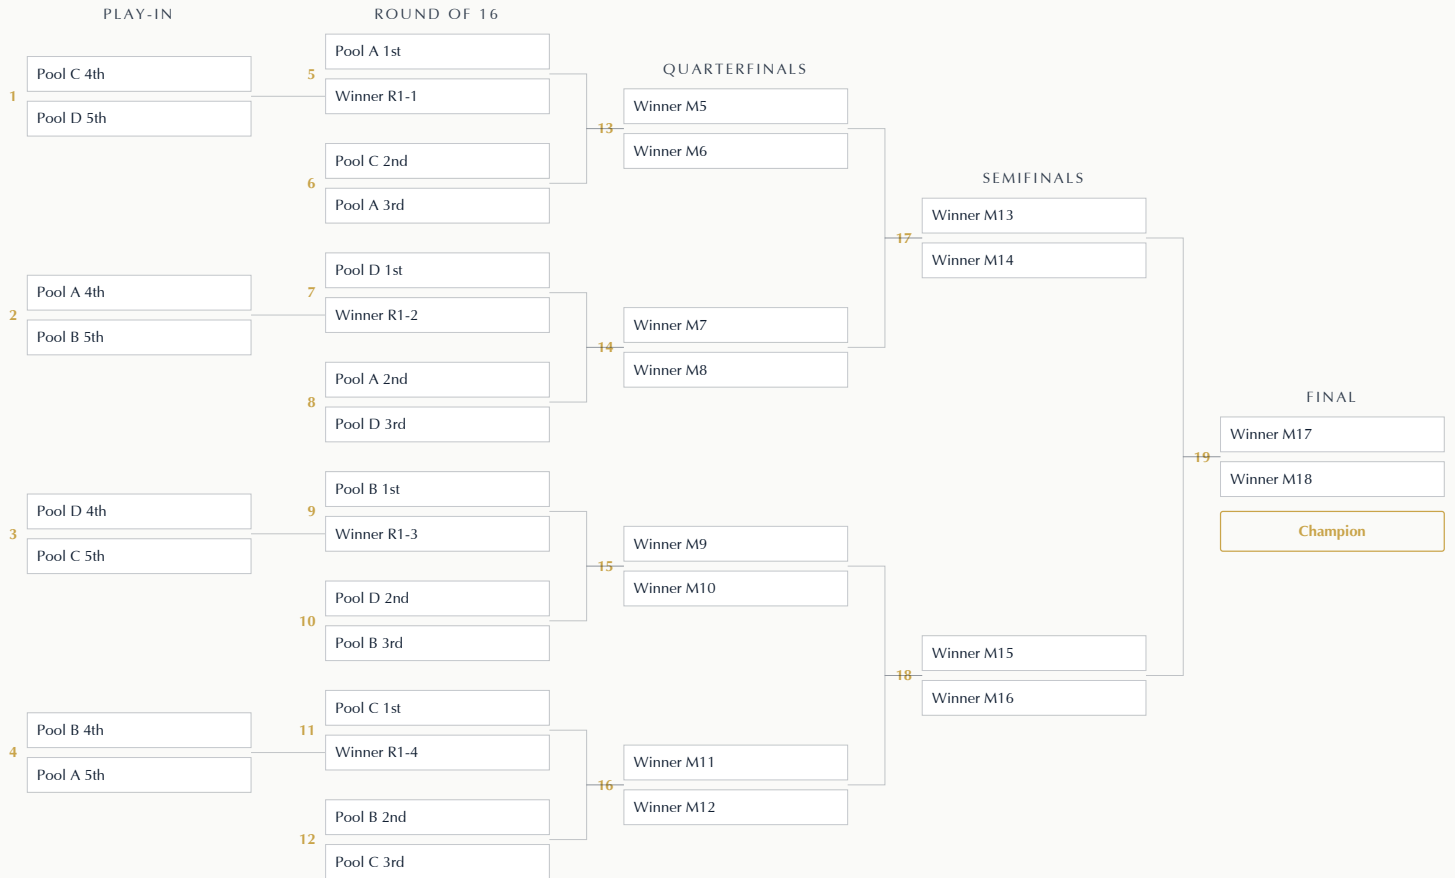 PLAY-IN
1
Pool C 4th
Pool D 5th
2
Pool A 4th
Pool B 5th
3
Pool D 4th
Pool C 5th
4
Pool B 4th
Pool A 5th
ROUND OF 16
5
Pool A 1st
Winner R1-1
6
Pool C 2nd
Pool A 3rd
7
Pool D 1st
Winner R1-2
8
Pool A 2nd
Pool D 3rd
9
Pool B 1st
Winner R1-3
10
Pool D 2nd
Pool B 3rd
11
Pool C 1st
Winner R1-4
12
Pool B 2nd
Pool C 3rd
QUARTERFINALS
13
Winner M5
Winner M6
14
Winner M7
Winner M8
15
Winner M9
Winner M10
16
Winner M11
Winner M12
SEMIFINALS
17
Winner M13
Winner M14
18
Winner M15
Winner M16
FINAL
19
Winner M17
Winner M18
Champion